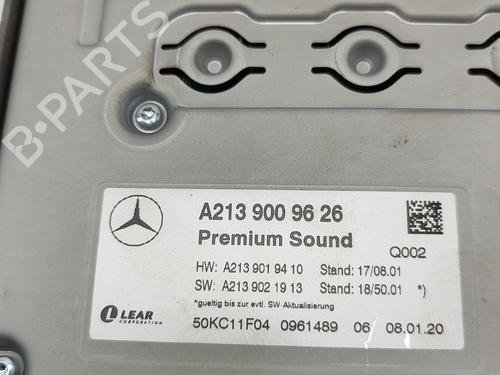 B-PARTS
A213 900 96 26
Premium Sound
Q002
HW: A213 901 94 10 Stand: 17/08.01
SW: A213 902 19 13 Stand: 18/50.01 *)
*gueltig bis zur evtl. SW-Aktualisierung
LEAR
CORPORATION
50KC11F04 0961489 06 08.01.20